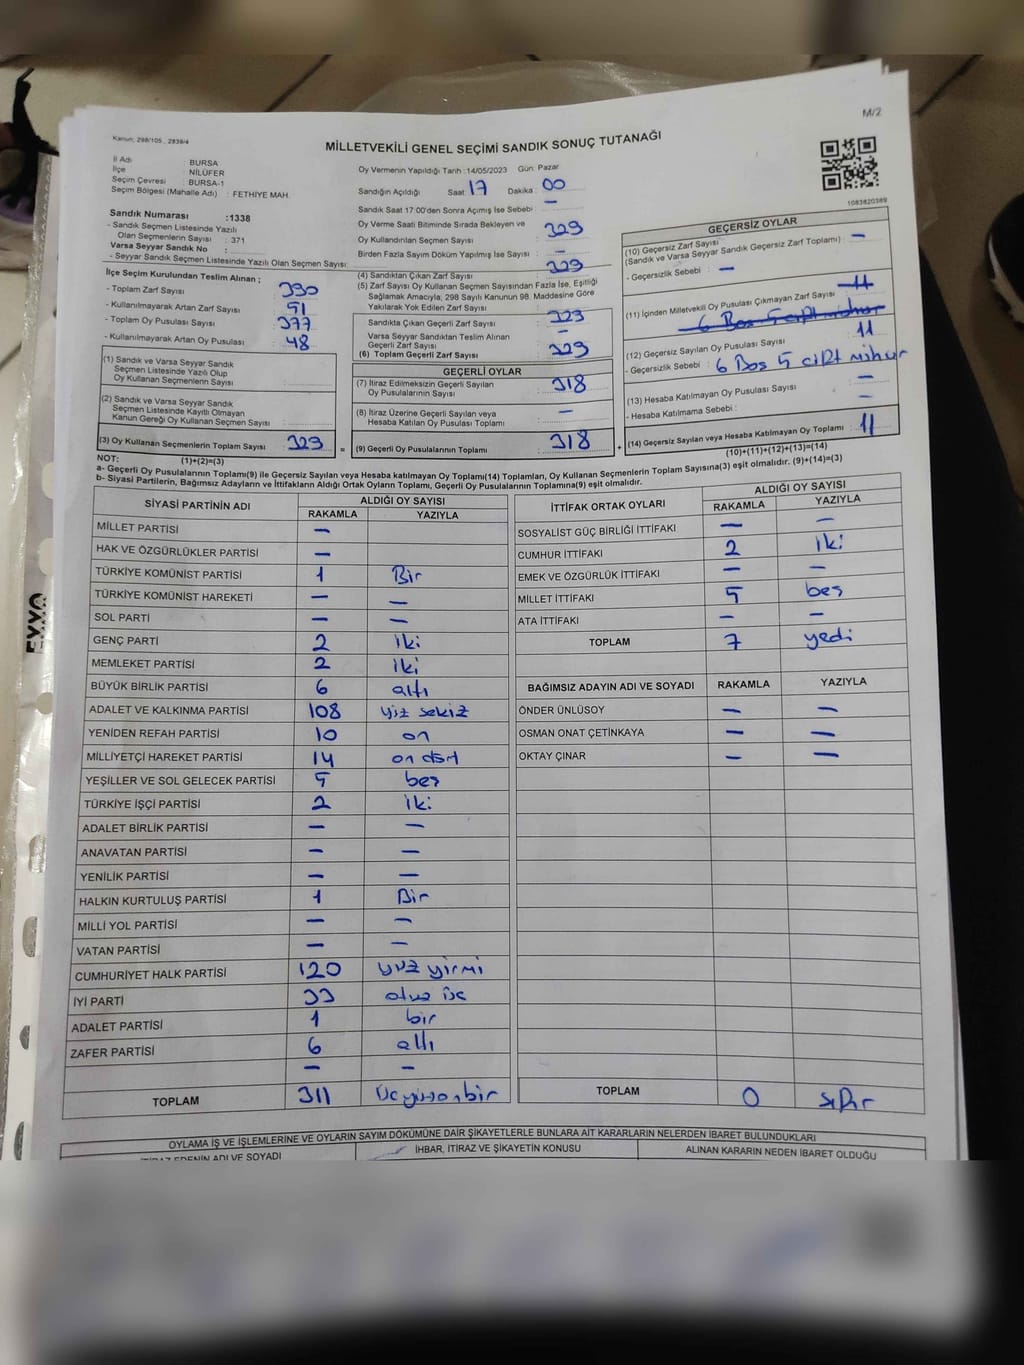 M/2
Kanun: 298/105, 2839/4
MİLLETVEKİLİ GENEL SEÇİMİ SANDIK SONUÇ TUTANAĞI
İl Adı : BURSA
İlçe : NİLÜFER
Seçim Çevresi : BURSA-1
Seçim Bölgesi (Mahalle Adı) : FETHİYE MAH.
Sandık Numarası :1338
- Sandık Seçmen Listesinde Yazılı
Olan Seçmenlerin Sayısı : 371
Varsa Seyyar Sandık No :
- Seyyar Sandık Seçmen Listesinde Yazılı Olan Seçmen Sayısı:
Oy Vermenin Yapıldığı Tarih :14/05/2023 Gün: Pazar
Sandığın Açıldığı Saat 17 Dakika : 00
Sandık Saat 17:00'den Sonra Açımış İse Sebebi : —
Oy Verme Saati Bitiminde Sırada Bekleyen ve
Oy Kullandırılan Seçmen Sayısı : 329
Birden Fazla Sayım Döküm Yapılmış İse Sayısı : —
1083820389
İlçe Seçim Kurulundan Teslim Alınan ;
- Toplam Zarf Sayısı : 390
- Kullanılmayarak Artan Zarf Sayısı : 51
- Toplam Oy Pusulası Sayısı : 377
- Kullanılmayarak Artan Oy Pusulası : 48
(1) Sandık ve Varsa Seyyar Sandık
Seçmen Listesinde Yazılı Olup
Oy Kullanan Seçmenlerin Sayısı :
(2) Sandık ve Varsa Seyyar Sandık
Seçmen Listesinde Kayıtlı Olmayan
Kanun Gereği Oy Kullanan Seçmen Sayısı :
(3) Oy Kullanan Seçmenlerin Toplam Sayısı : 329 =
(4) Sandıktan Çıkan Zarf Sayısı : 329
(5) Zarf Sayısı Oy Kullanan Seçmen Sayısından Fazla İse, Eşitliği
Sağlamak Amacıyla, 298 Sayılı Kanunun 98. Maddesine Göre
Yakılarak Yok Edilen Zarf Sayısı :
Sandıkta Çıkan Geçerli Zarf Sayısı : 329
Varsa Seyyar Sandıktan Teslim Alınan
Geçerli Zarf Sayısı : —
(6) Toplam Geçerli Zarf Sayısı : 329
GEÇERLİ OYLAR
(7) İtiraz Edilmeksizin Geçerli Sayılan
Oy Pusulasının Sayısı : 318
(8) İtiraz Üzerine Geçerli Sayılan veya
Hesaba Katılan Oy Pusulası Toplamı : —
(9) Geçerli Oy Pusulalarının Toplamı : 318 +
GEÇERSİZ OYLAR
(10) Geçersiz Zarf Sayısı : —
(Sandık ve Varsa Seyyar Sandık Geçersiz Zarf Toplamı)
- Geçersizlik Sebebi : —
(11) İçinden Milletvekili Oy Pusulası Çıkmayan Zarf Sayısı : 11
(12) Geçersiz Sayılan Oy Pusulası Sayısı : 11
- Geçersizlik Sebebi : 6 Bos 5 çift mühür
(13) Hesaba Katılmayan Oy Pusulası Sayısı : —
- Hesaba Katılmama Sebebi : —
(14) Geçersiz Sayılan veya Hesaba Katılmayan Oy Toplamı : 11
(10)+(11)+(12)+(13)=(14)
NOT: (1)+(2)=(3)
a- Geçerli Oy Pusulalarının Toplamı(9) ile Geçersiz Sayılan veya Hesaba katılmayan Oy Toplamı(14) Toplamları, Oy Kullanan Seçmenlerin Toplam Sayısına(3) eşit olmalıdır. (9)+(14)=(3)
b- Siyasi Partilerin, Bağımsız Adayların ve İttifakların Aldığı Ortak Oyların Toplamı, Geçerli Oy Pusulalarının Toplamına(9) eşit olmalıdır.
SİYASİ PARTİNİN ADI ALDIĞI OY SAYISI
RAKAMLA YAZIYLA
MİLLET PARTİSİ —
HAK VE ÖZGÜRLÜKLER PARTİSİ —
TÜRKİYE KOMÜNİST PARTİSİ 1 Bir
TÜRKİYE KOMÜNİST HAREKETİ — —
SOL PARTİ — —
GENÇ PARTİ 2 iki
MEMLEKET PARTİSİ 2 iki
BÜYÜK BİRLİK PARTİSİ 6 altı
ADALET VE KALKINMA PARTİSİ 108 yüz sekiz
YENİDEN REFAH PARTİSİ 10 on
MİLLİYETÇİ HAREKET PARTİSİ 14 on dört
YEŞİLLER VE SOL GELECEK PARTİSİ 5 beş
TÜRKİYE İŞÇİ PARTİSİ 2 iki
ADALET BİRLİK PARTİSİ — —
ANAVATAN PARTİSİ — —
YENİLİK PARTİSİ — —
HALKIN KURTULUŞ PARTİSİ 1 Bir
MİLLİ YOL PARTİSİ — —
VATAN PARTİSİ — —
CUMHURİYET HALK PARTİSİ 120 yüz yirmi
İYİ PARTİ 33 otuz üç
ADALET PARTİSİ 1 bir
ZAFER PARTİSİ 6 altı
— —
TOPLAM 311 üçyüzonbir
İTTİFAK ORTAK OYLARI ALDIĞI OY SAYISI
RAKAMLA YAZIYLA
SOSYALİST GÜÇ BİRLİĞİ İTTİFAKI — —
CUMHUR İTTİFAKI 2 iki
EMEK VE ÖZGÜRLÜK İTTİFAKI — —
MİLLET İTTİFAKI 5 beş
ATA İTTİFAKI — —
TOPLAM 7 yedi
BAĞIMSIZ ADAYIN ADI VE SOYADI RAKAMLA YAZIYLA
ÖNDER ÜNLÜSOY — —
OSMAN ONAT ÇETİNKAYA — —
OKTAY ÇINAR — —
TOPLAM 0 sıfır
OYLAMA İŞ VE İŞLEMLERİNE VE OYLARIN SAYIM DÖKÜMÜNE DAİR ŞİKAYETLERLE BUNLARA AİT KARARLARIN NELERDEN İBARET BULUNDUKLARI
İTİRAZ EDENİN ADI VE SOYADI
İHBAR, İTİRAZ VE ŞİKAYETİN KONUSU
ALINAN KARARIN NEDEN İBARET OLDUĞU